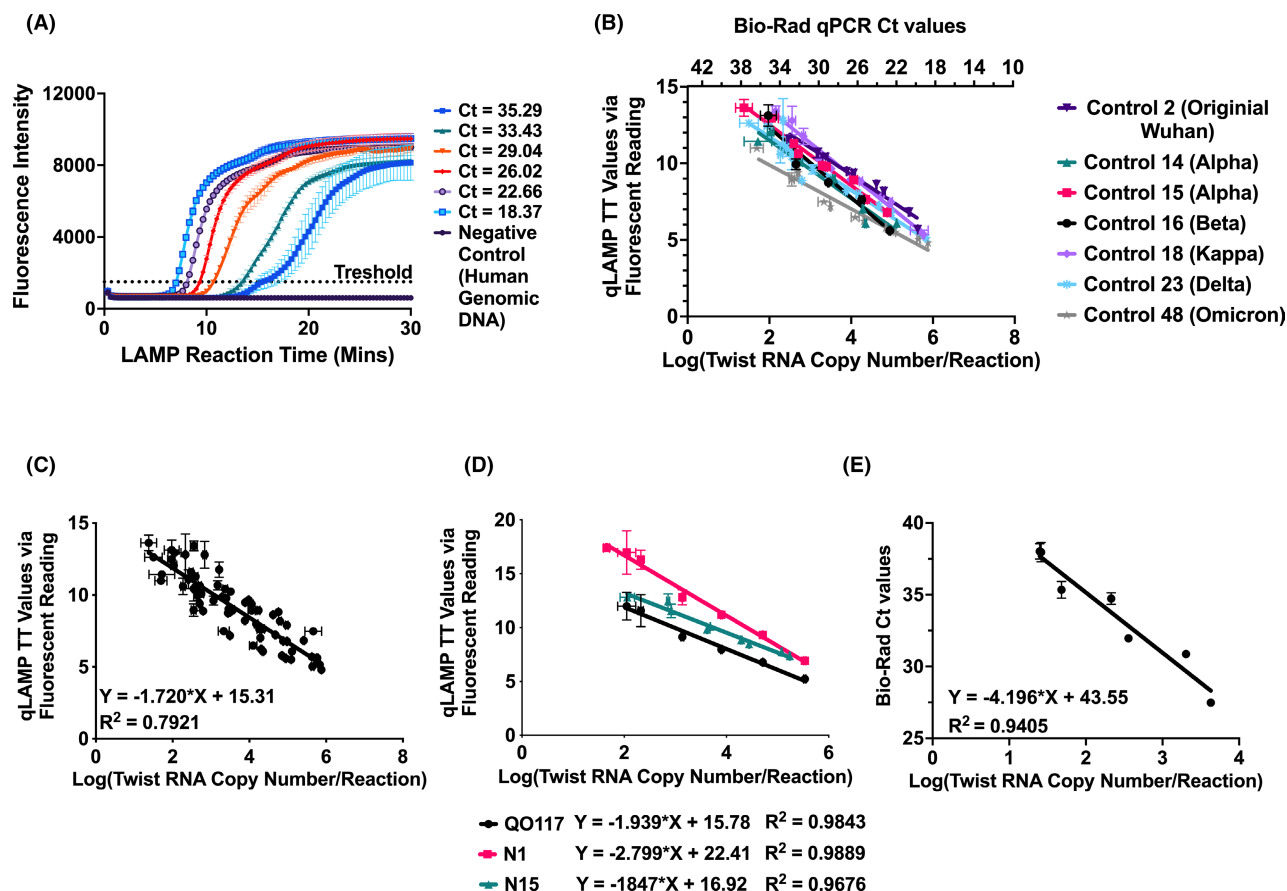 (A)
Fluorescence Intensity
12000
8000
4000
0
Treshold
0 10 20 30
LAMP Reaction Time (Mins)
Ct = 35.29
Ct = 33.43
Ct = 29.04
Ct = 26.02
Ct = 22.66
Ct = 18.37
Negative
Control
(Human
Genomic
DNA)
(B)
Bio-Rad qPCR Ct values
42 38 34 30 26 22 18 14 10
qLAMP TT Values via
Fluorescent Reading
15
10
5
0
0 2 4 6 8
Log(Twist RNA Copy Number/Reaction)
Control 2 (Originial
Wuhan)
Control 14 (Alpha)
Control 15 (Alpha)
Control 16 (Beta)
Control 18 (Kappa)
Control 23 (Delta)
Control 48 (Omicron)
(C)
qLAMP TT Values via
Fluorescent Reading
15
10
5
0
Y = -1.720*X + 15.31
R² = 0.7921
0 2 4 6 8
Log(Twist RNA Copy Number/Reaction)
(D)
qLAMP TT Values via
Fluorescent Reading
20
15
10
5
0
0 2 4 6
Log(Twist RNA Copy Number/Reaction)
QO117 Y = -1.939*X + 15.78 R² = 0.9843
N1 Y = -2.799*X + 22.41 R² = 0.9889
N15 Y = -1847*X + 16.92 R² = 0.9676
(E)
Bio-Rad Ct values
40
35
30
25
Y = -4.196*X + 43.55
R² = 0.9405
0 1 2 3 4
Log(Twist RNA Copy Number/Reaction)